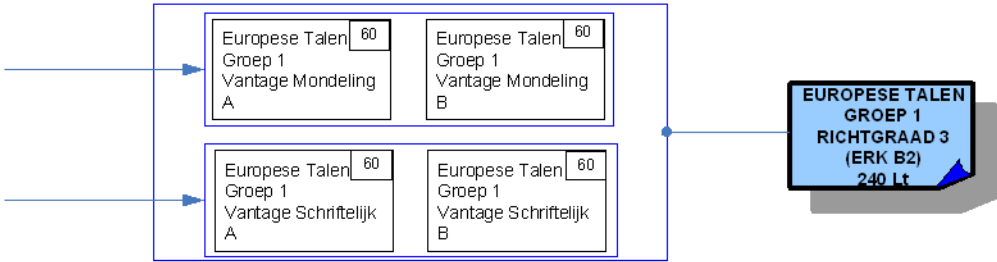 Europese Talen 60
Groep 1
Vantage Mondeling
A
Europese Talen 60
Groep 1
Vantage Mondeling
B
Europese Talen 60
Groep 1
Vantage Schriftelijk
A
Europese Talen 60
Groep 1
Vantage Schriftelijk
B
EUROPESE TALEN
GROEP 1
RICHTGRAAD 3
(ERK B2)
240 Lt